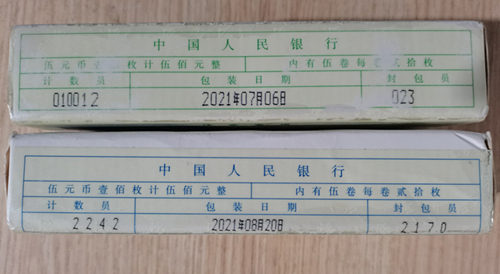 中国人民银行
伍元币壹佰枚计伍佰元整 内有伍卷每卷贰拾枚
计数员 包装日期 封包员
010012 2021年07月06日 023
中国人民银行
伍元币壹佰枚计伍佰元整 内有伍卷每卷贰拾枚
计数员 包装日期 封包员
2242 2021年08月20日 2170